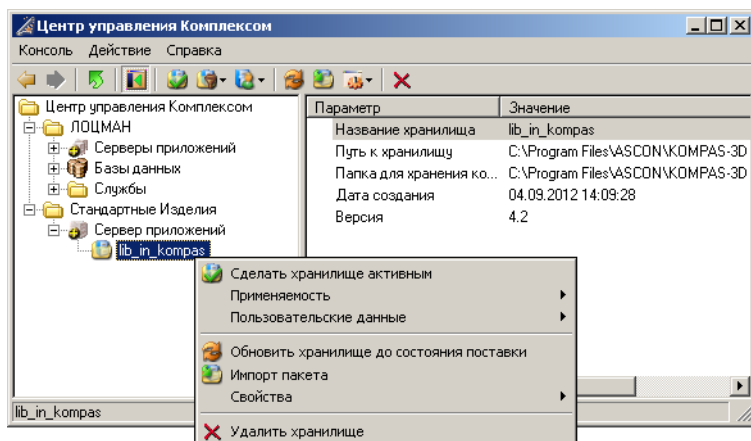 Центр управления Комплексом
Консоль Действие Справка
Центр управления Комплексом
ЛОЦМАН
Серверы приложений
Базы данных
Службы
Стандартные Изделия
Сервер приложений
lib_in_kompas
Параметр Значение
Название хранилища lib_in_kompas
Путь к хранилищу C:\Program Files\ASCON\KOMPAS-3D
Папка для хранения ко... C:\Program Files\ASCON\KOMPAS-3D
Дата создания 04.09.2012 14:09:28
Версия 4.2
Сделать хранилище активным
Применяемость
Пользовательские данные
Обновить хранилище до состояния поставки
Импорт пакета
Свойства
Удалить хранилище
lib_in_kompas